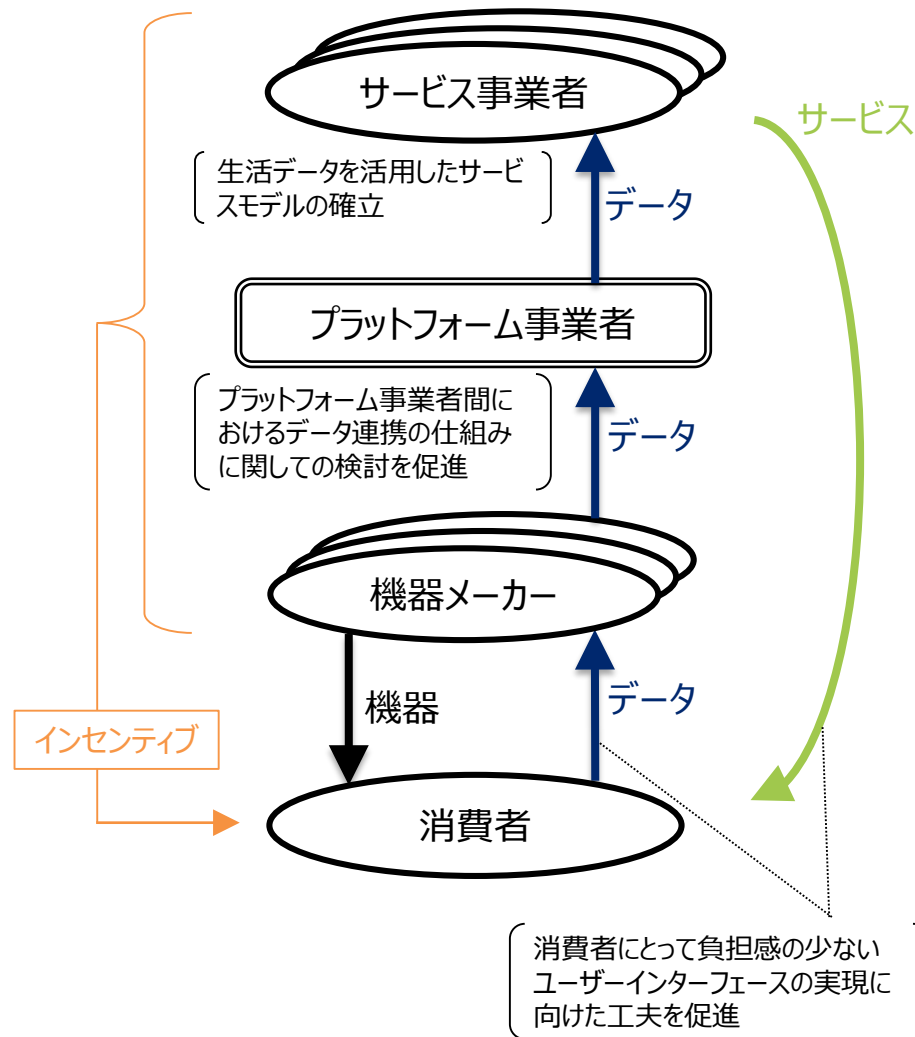 サービス事業者
サービス
生活データを活用したサービ
スモデルの確立
データ
プラットフォーム事業者
プラットフォーム事業者間に
おけるデータ連携の仕組み
に関しての検討を促進
データ
機器メーカー
機器
データ
インセンティブ
消費者
消費者にとって負担感の少ない
ユーザーインターフェースの実現に
向けた工夫を促進